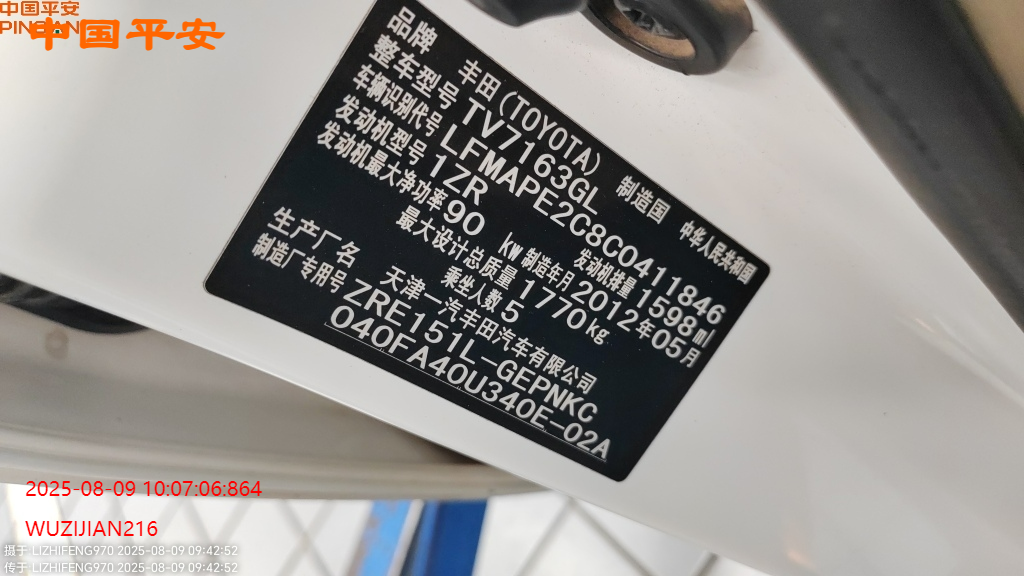 中国平安
PINGAN
中国平安
品牌 丰田(TOYOTA) 制造国 中华人民共和国
整车型号 TV7163GL
车辆识别代号 LFMAPE2C8C0411846
发动机型号 1ZR 发动机排量 1598ml
发动机最大净功率 90 kw 制造年月 2012年05月
最大设计总质量 1770kg
乘坐人数 5
生产厂名 天津一汽丰田汽车有限公司
制造厂专用号 ZRE151L-GEPNKC
040FA40U340E-02A
2025-08-09 10:07:06:864
WUZIJIAN216
摄于 LIZHIFENG970 2025-08-09 09:42:52
传于 LIZHIFENG970 2025-08-09 09:42:52